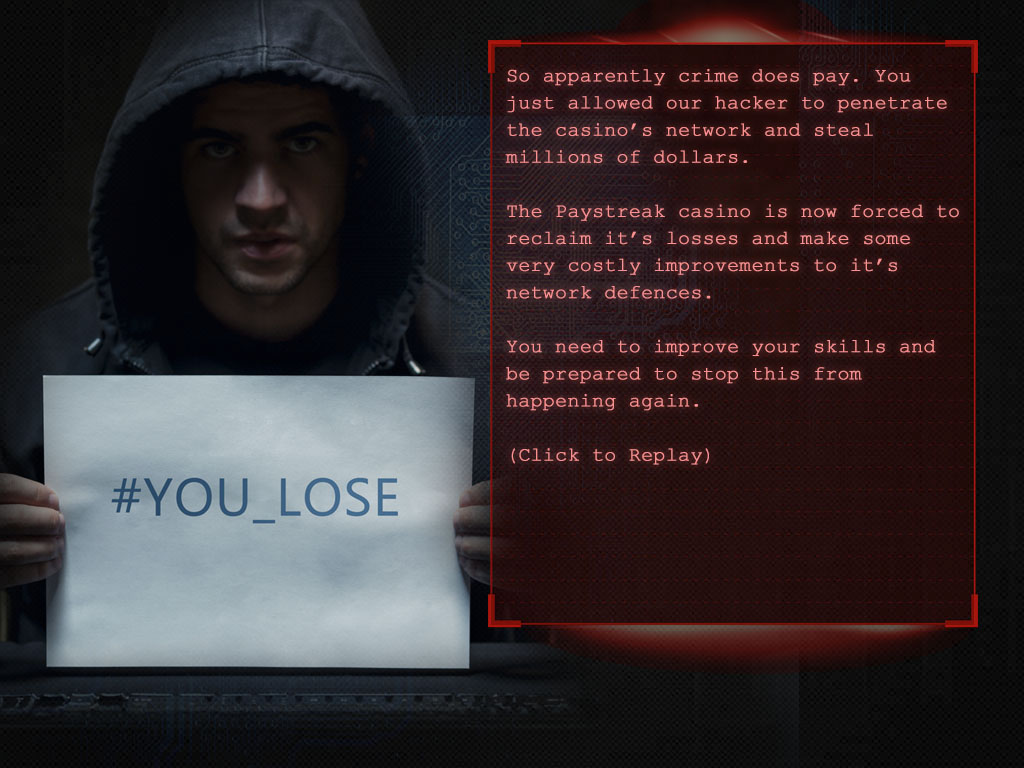 So apparently crime does pay. You
just allowed our hacker to penetrate
the casino’s network and steal
millions of dollars.
The Paystreak casino is now forced to
reclaim it’s losses and make some
very costly improvements to it’s
network defences.
You need to improve your skills and
be prepared to stop this from
happening again.
(Click to Replay)
#YOU_LOSE